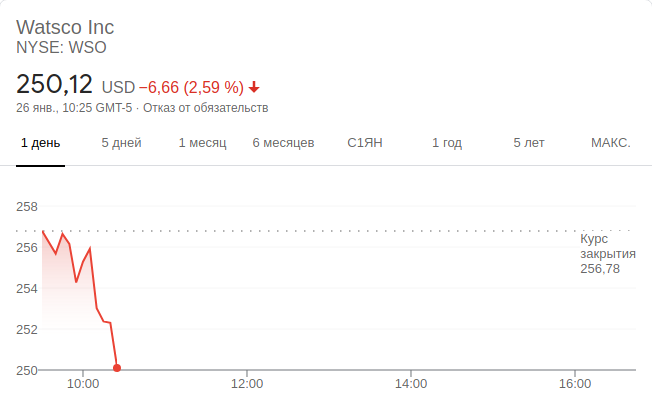 Watsco Inc
NYSE: WSO
250,12 USD −6,66 (2,59 %)
26 янв., 10:25 GMT-5 · Отказ от обязательств
1 день 5 дней 1 месяц 6 месяцев С1ЯН 1 год 5 лет МАКС.
258
256
254
252
250
Курс
закрытия
256,78
10:00 12:00 14:00 16:00